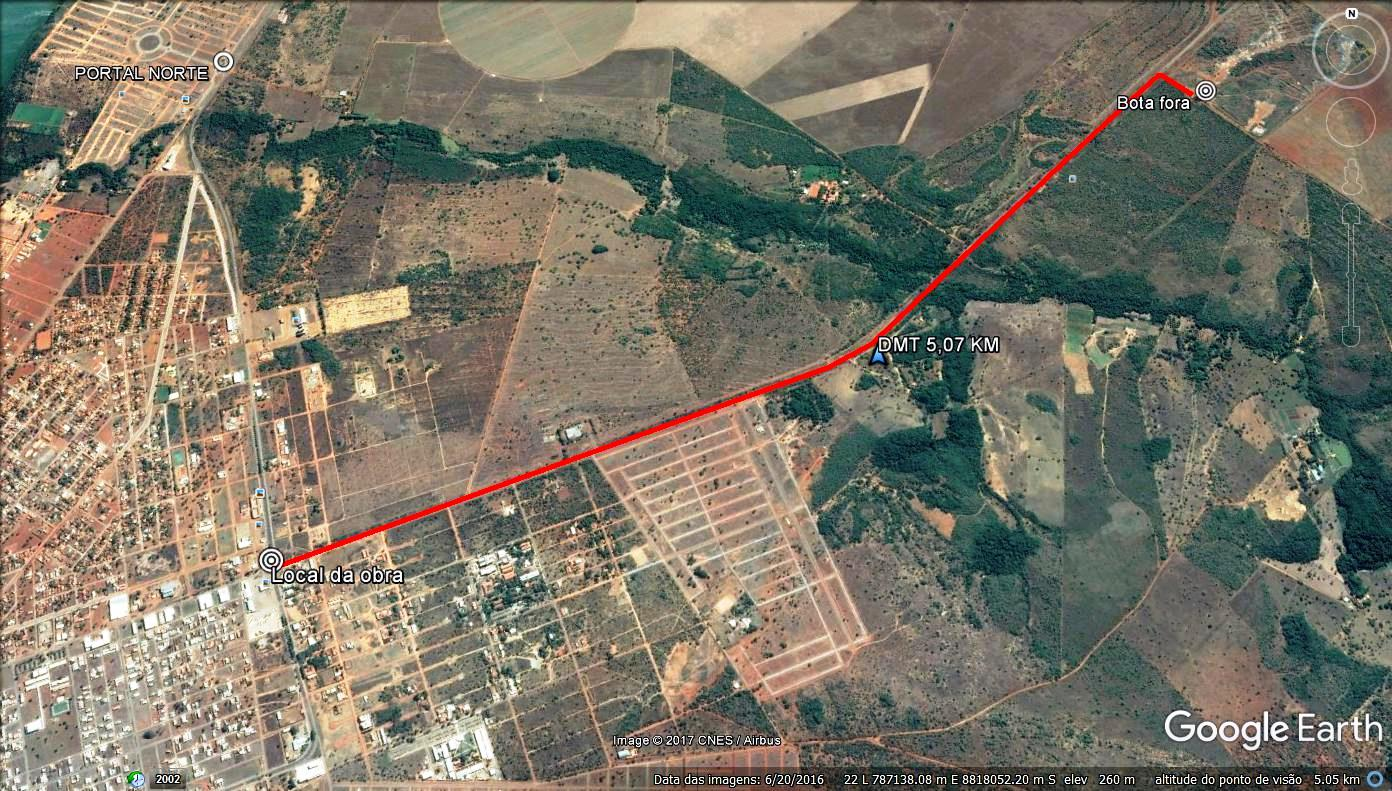 N
PORTAL NORTE
Bota fora
DMT 5,07 KM
Local da obra
Google Earth
Image © 2017 CNES / Airbus
2002
Data das imagens: 6/20/2016 22 L 787138.08 m E 8818052.20 m S elev 260 m altitude do ponto de visão 5.05 km